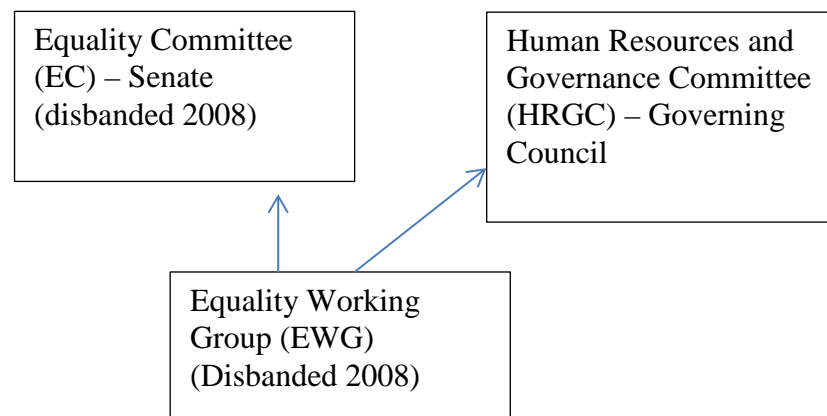 Equality Committee
(EC) – Senate
(disbanded 2008)
Human Resources and
Governance Committee
(HRGC) – Governing
Council
Equality Working
Group (EWG)
(Disbanded 2008)